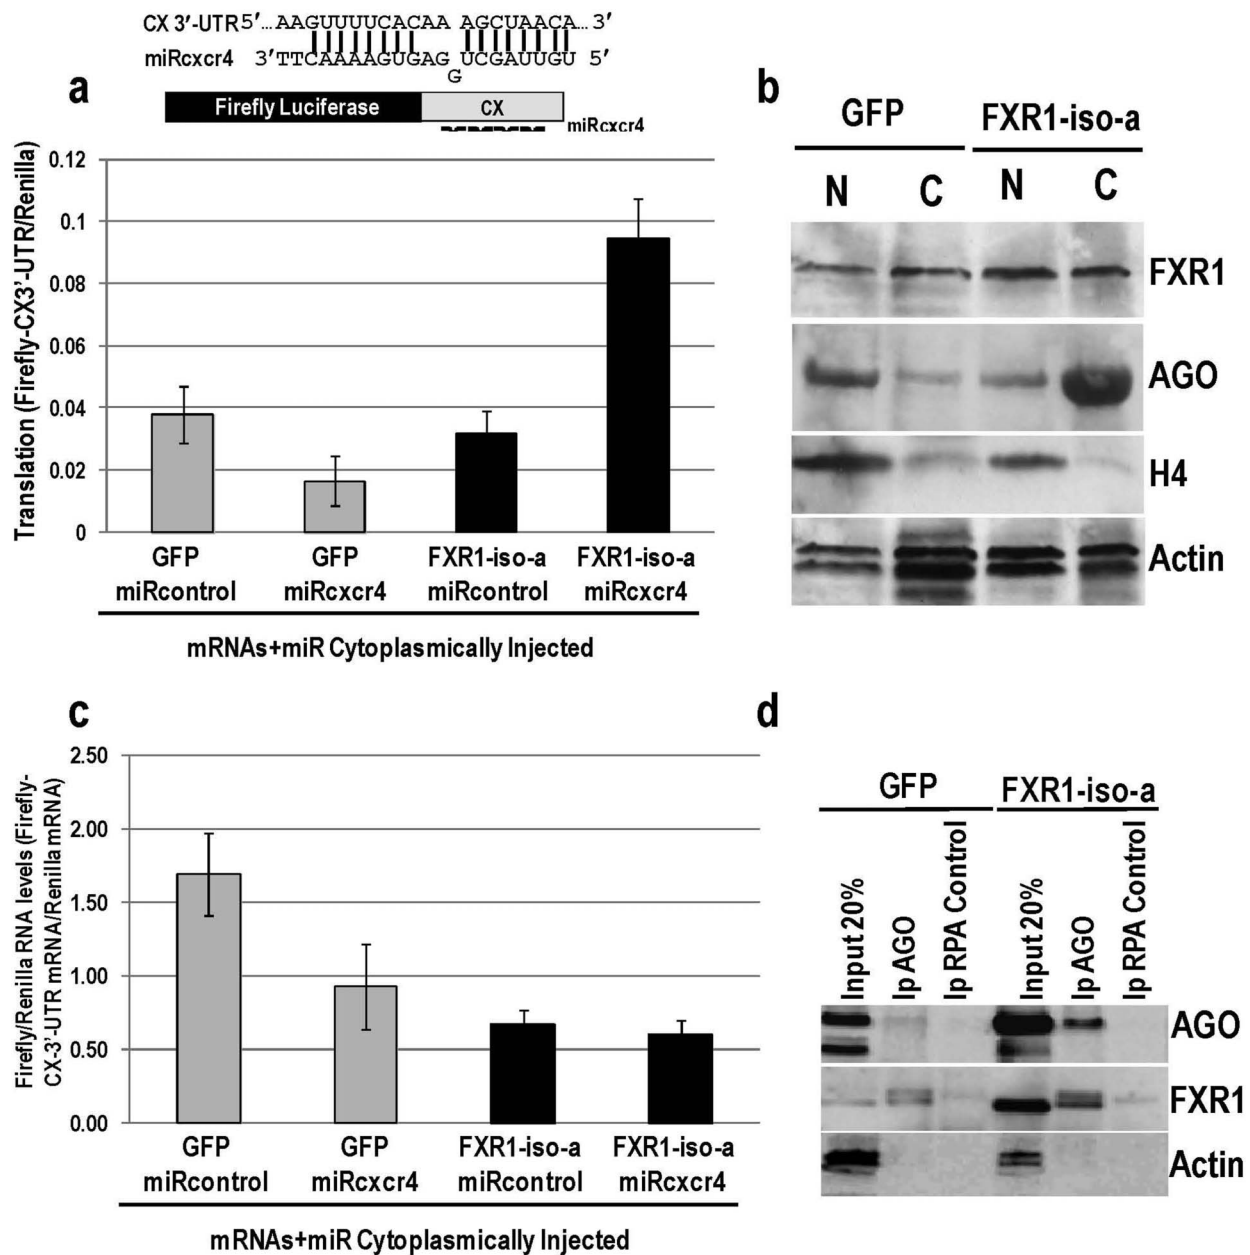 CX 3'-UTR 5'...AAGUUUUCACAA AGCUAACA...3'
miRcxcr4 3'TTCAAAAGUGAG UCGAUUGU 5'
G
a
Firefly Luciferase CX
miRcxcr4
Translation (Firefly-CX3'-UTR/Renilla)
0.12
0.1
0.08
0.06
0.04
0.02
0
GFP GFP FXR1-iso-a FXR1-iso-a
miRcontrol miRcxcr4 miRcontrol miRcxcr4
mRNAs+miR Cytoplasmically Injected
b
GFP FXR1-iso-a
N C N C
FXR1
AGO
H4
Actin
c
Firefly/Renilla RNA levels (Firefly-
CX-3'-UTR mRNA/Renilla mRNA)
2.50
2.00
1.50
1.00
0.50
0.00
GFP GFP FXR1-iso-a FXR1-iso-a
miRcontrol miRcxcr4 miRcontrol miRcxcr4
mRNAs+miR Cytoplasmically Injected
d
GFP FXR1-iso-a
Input 20%
Ip AGO
Ip RPA Control
Input 20%
Ip AGO
Ip RPA Control
AGO
FXR1
Actin